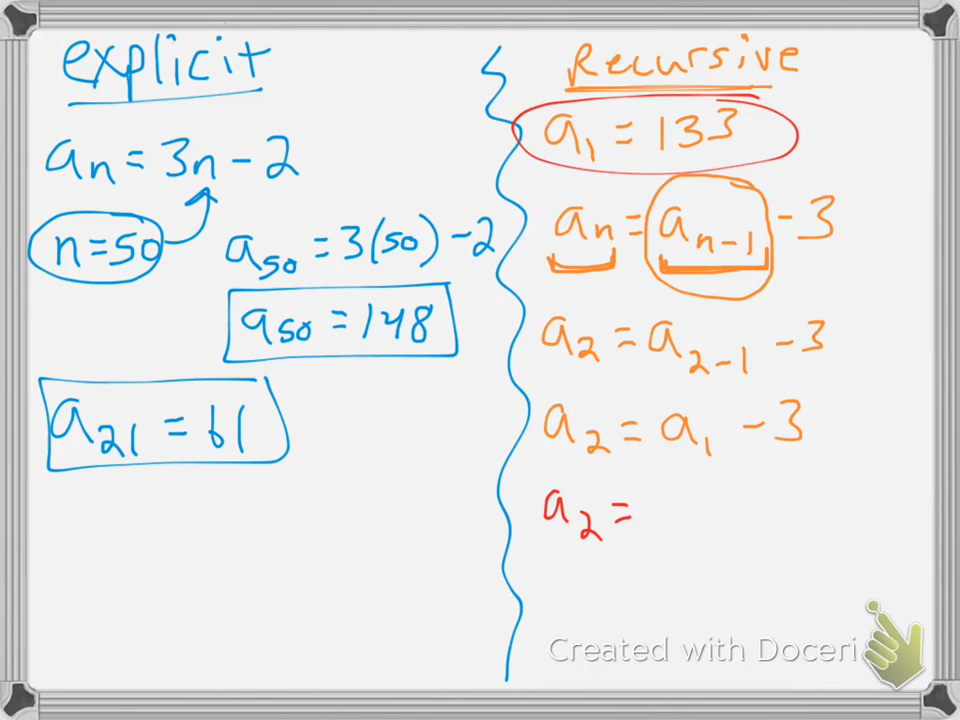 explicit
aₙ = 3n - 2
n = 50
a₅₀ = 3(50) - 2
a₅₀ = 148
a₂₁ = 61
Recursive
a₁ = 133
aₙ = aₙ₋₁ - 3
a₂ = a₂₋₁ - 3
a₂ = a₁ - 3
a₂ =
Created with Doceri